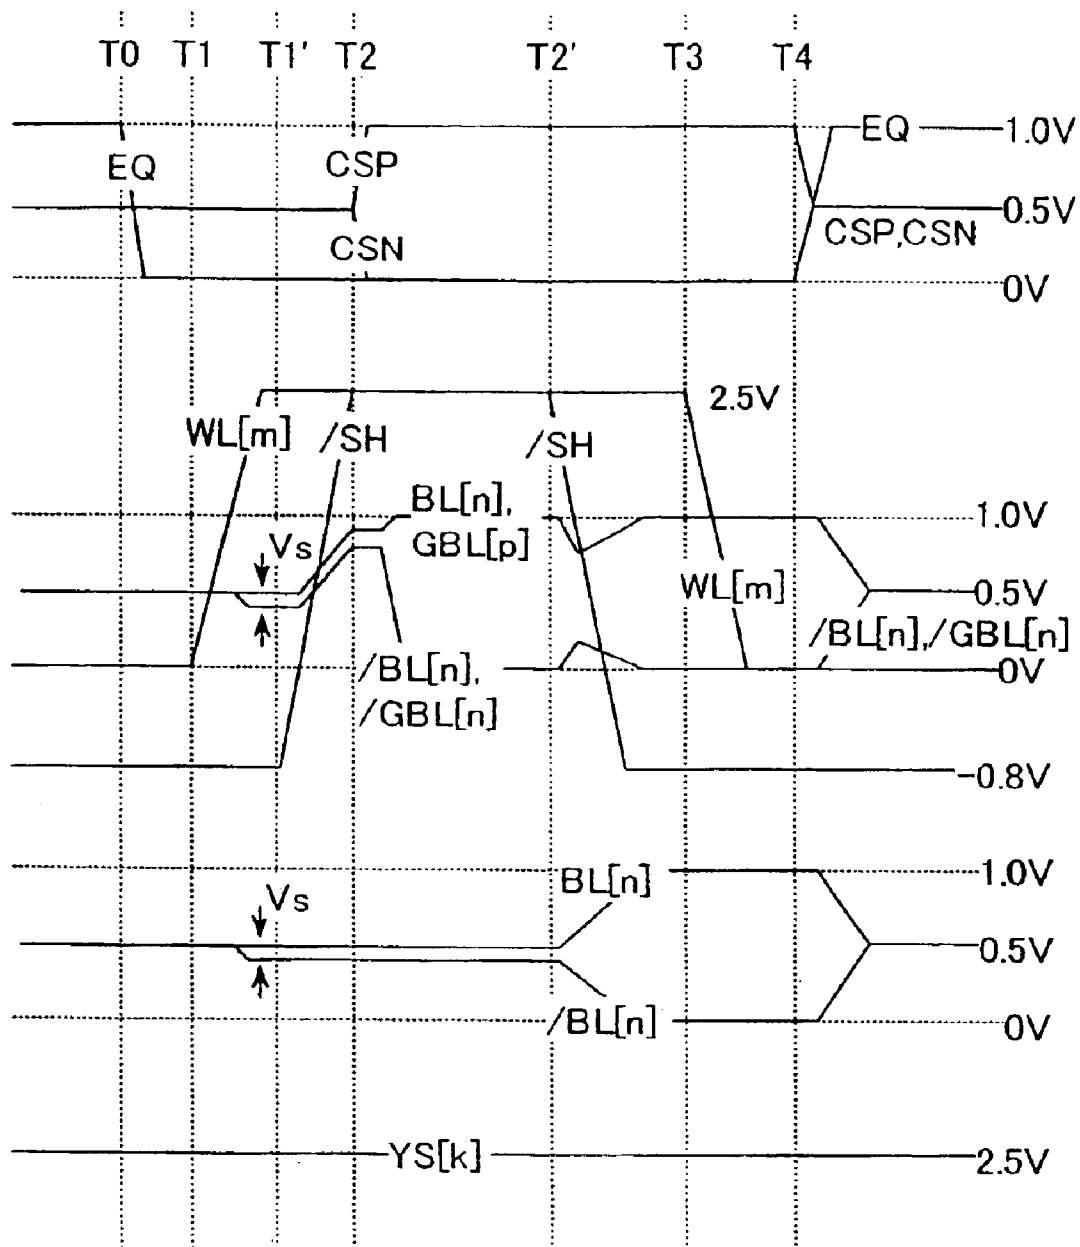 T0 T1 T1' T2 T2' T3 T4
EQ 1.0V
EQ CSP
0.5V
CSN CSP,CSN
0V
2.5V
WL[m] /SH /SH
BL[n],
GBL[p]
1.0V
Vs
WL[m] 0.5V
/BL[n],/GBL[n]
/BL[n],
/GBL[n]
0V
-0.8V
BL[n] 1.0V
Vs
0.5V
/BL[n] 0V
YS[k] 2.5V